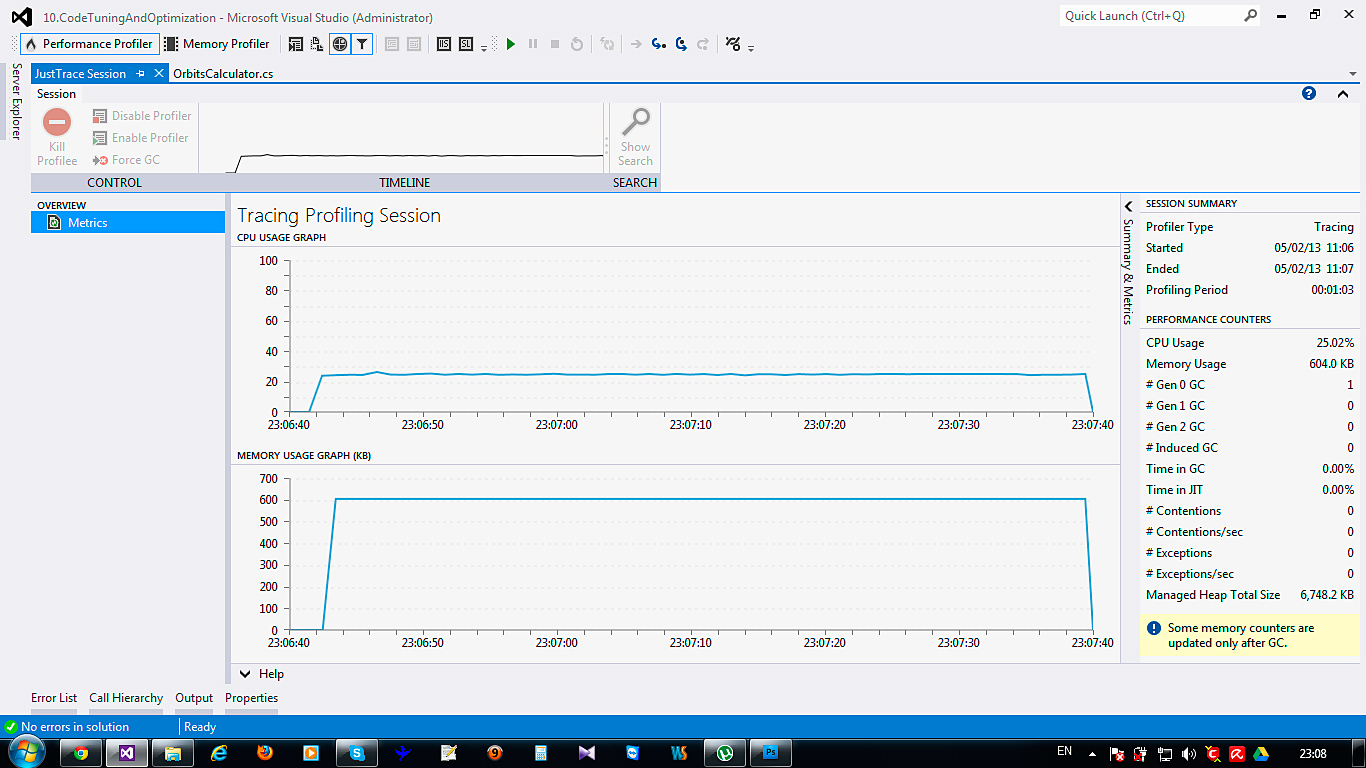 10.CodeTuningAndOptimization - Microsoft Visual Studio (Administrator)
Quick Launch (Ctrl+Q)
Performance Profiler
Memory Profiler
Server Explorer
JustTrace Session
OrbitsCalculator.cs
Session
Kill
Profilee
Disable Profiler
Enable Profiler
Force GC
Show
Search
CONTROL
TIMELINE
SEARCH
OVERVIEW
Metrics
Tracing Profiling Session
CPU USAGE GRAPH
100
80
60
40
20
0
23:06:40 23:06:50 23:07:00 23:07:10 23:07:20 23:07:30 23:07:40
MEMORY USAGE GRAPH (KB)
700
600
500
400
300
200
100
0
23:06:40 23:06:50 23:07:00 23:07:10 23:07:20 23:07:30 23:07:40
Help
Summary & Metrics
SESSION SUMMARY
Profiler Type Tracing
Started 05/02/13 11:06
Ended 05/02/13 11:07
Profiling Period 00:01:03
PERFORMANCE COUNTERS
CPU Usage 25.02%
Memory Usage 604.0 KB
# Gen 0 GC 1
# Gen 1 GC 0
# Gen 2 GC 0
# Induced GC 0
Time in GC 0.00%
Time in JIT 0.00%
# Contentions 0
# Contentions/sec 0
# Exceptions 0
# Exceptions/sec 0
Managed Heap Total Size 6,748.2 KB
Some memory counters are
updated only after GC.
Error List Call Hierarchy Output Properties
No errors in solution
Ready
EN
23:08